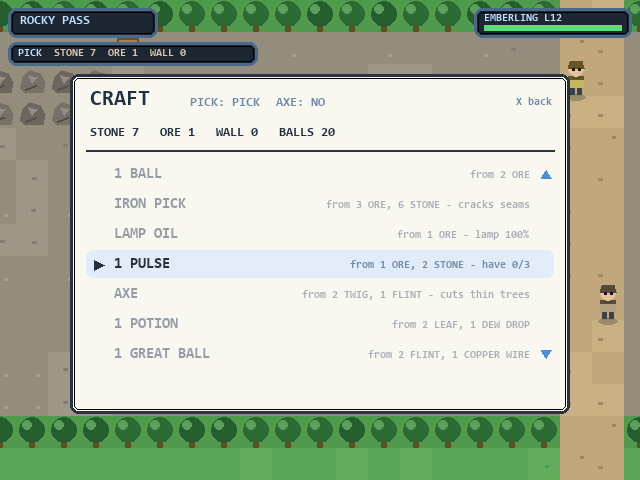 ROCKY PASS
EMBERLING L12
PICK STONE 7 ORE 1 WALL 0
CRAFT PICK: PICK AXE: NO X back
STONE 7 ORE 1 WALL 0 BALLS 20
1 BALL from 2 ORE
IRON PICK from 3 ORE, 6 STONE - cracks seams
LAMP OIL from 1 ORE - lamp 100%
1 PULSE from 1 ORE, 2 STONE - have 0/3
AXE from 2 TWIG, 1 FLINT - cuts thin trees
1 POTION from 2 LEAF, 1 DEW DROP
1 GREAT BALL from 2 FLINT, 1 COPPER WIRE